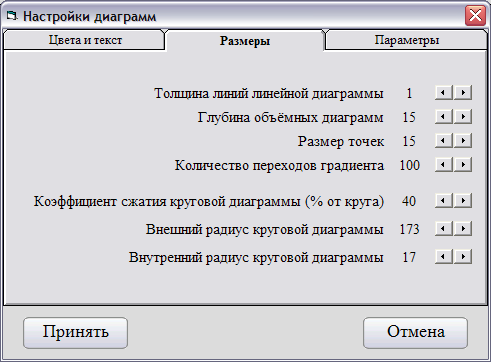 Настройки диаграмм
Цвета и текст Размеры Параметры
Толщина линий линейной диаграммы 1
Глубина объёмных диаграмм 15
Размер точек 15
Количество переходов градиента 100
Коэффициент сжатия круговой диаграммы (% от круга) 40
Внешний радиус круговой диаграммы 173
Внутренний радиус круговой диаграммы 17
Принять Отмена